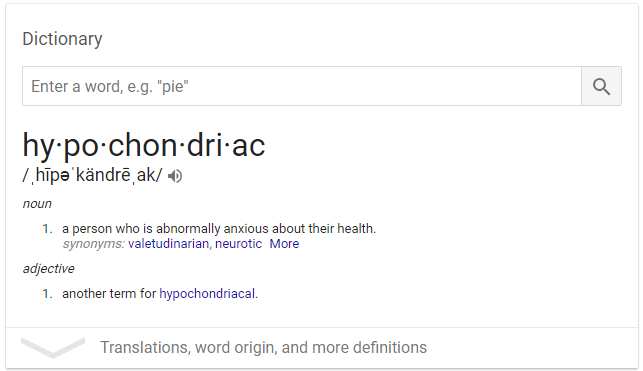 Dictionary
Enter a word, e.g. "pie"
hy·po·chon·dri·ac
/ˌhīpəˈkändrēˌak/
noun
1. a person who is abnormally anxious about their health.
synonyms: valetudinarian, neurotic More
adjective
1. another term for hypochondriacal.
Translations, word origin, and more definitions